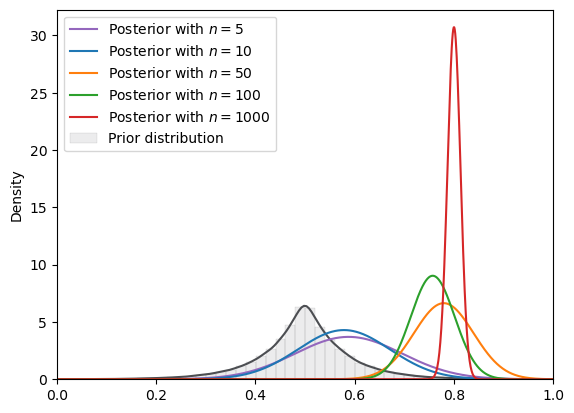 Posterior with n = 5
Posterior with n = 10
Posterior with n = 50
Posterior with n = 100
Posterior with n = 1000
Prior distribution
Density
30
25
20
15
10
5
0
0.0 0.2 0.4 0.6 0.8 1.0